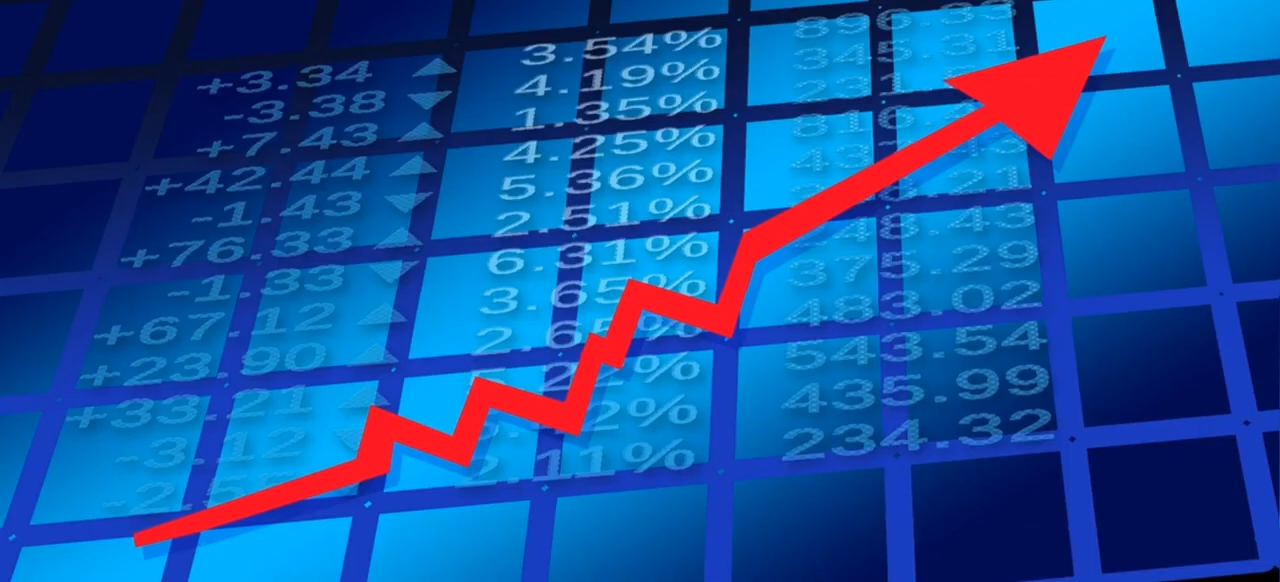 +3.34 ▲ 3.54% 896.33
-3.38 ▼ 4.19% 345.31
+7.43 ▲ 1.35%
+42.44 ▲ 4.25%
-1.43 ▼ 5.36%
+76.33 ▲ 2.51%
-1.33 ▼ 6.31%
+67.12 ▲ 3.65% 375.29
+23.90 ▲ 483.02
+33.21 ▲ 543.54
-3.12 ▼ 435.99
2.11% 234.32